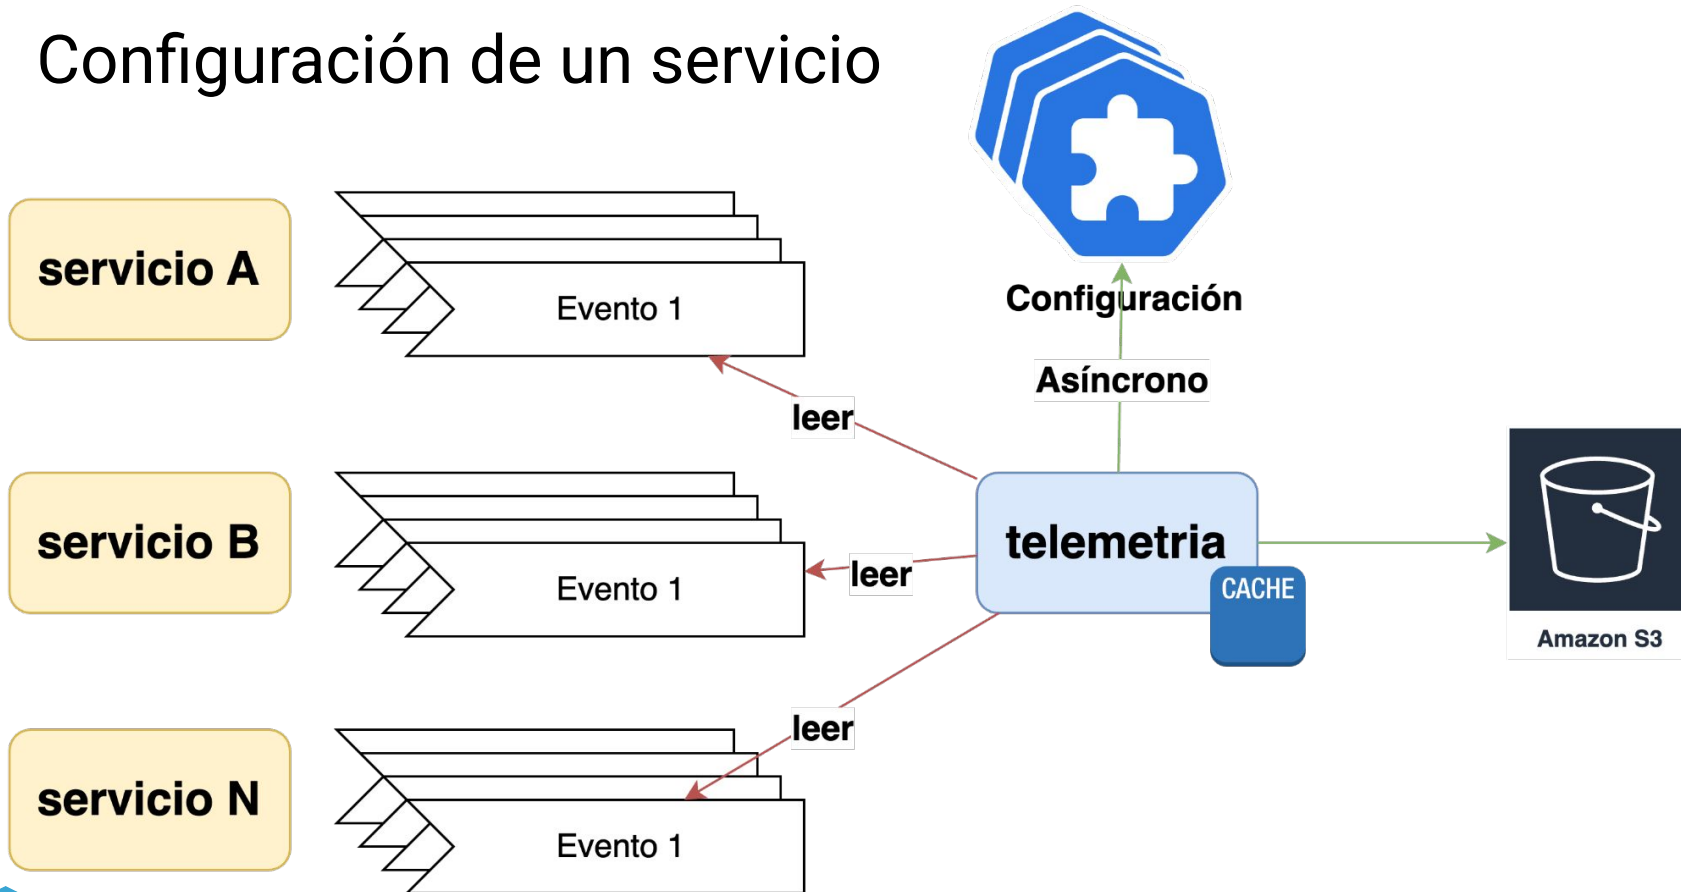 Configuración de un servicio
Configuración
Asíncrono
servicio A
Evento 1
leer
servicio B
Evento 1
leer
telemetria
CACHE
Amazon S3
leer
servicio N
Evento 1